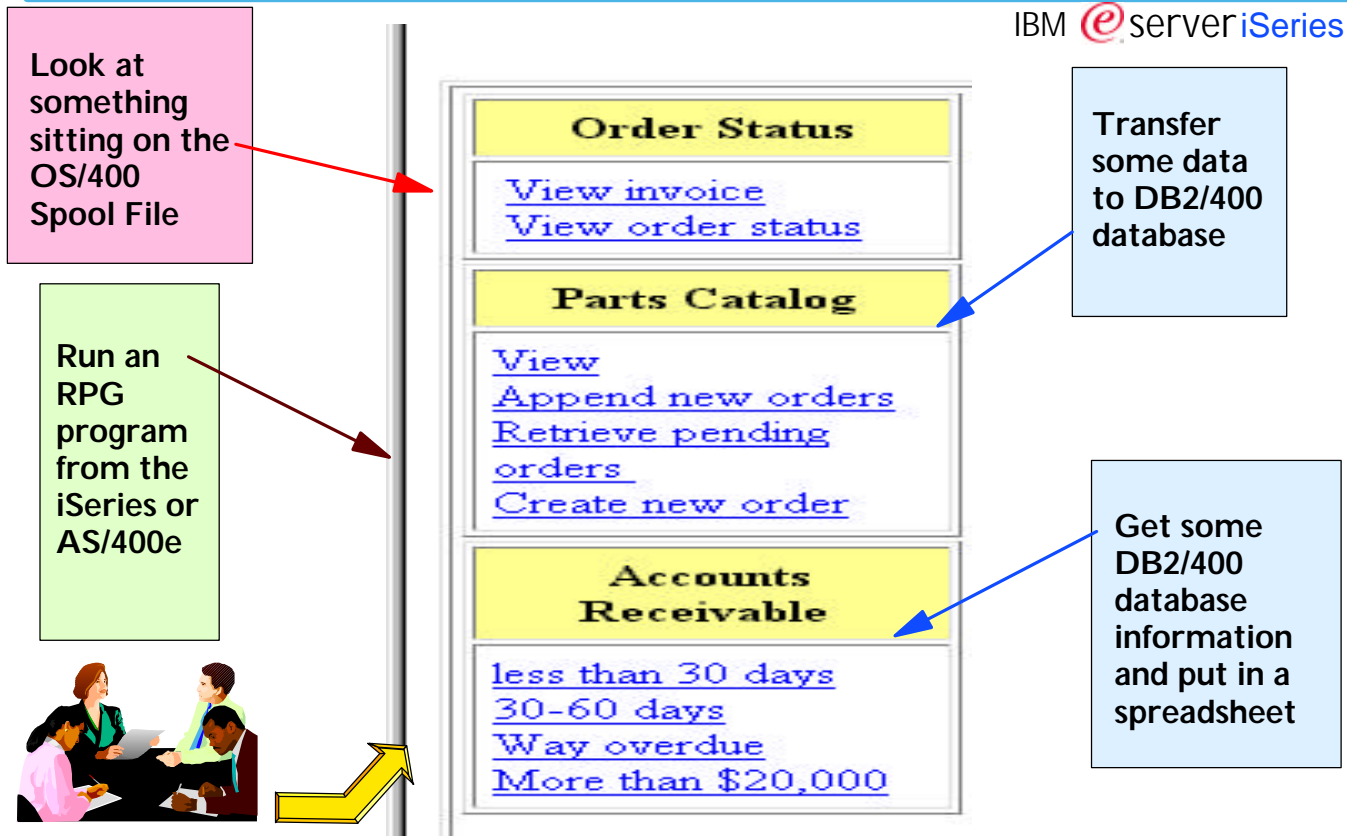 IBM e server iSeries
Look at
something
sitting on the
OS/400
Spool File
Run an
RPG
program
from the
iSeries or
AS/400e
Order Status
View invoice
View order status
Parts Catalog
View
Append new orders
Retrieve pending
orders
Create new order
Accounts
Receivable
less than 30 days
30-60 days
Way overdue
More than $20,000
Transfer
some data
to DB2/400
database
Get some
DB2/400
database
information
and put in a
spreadsheet